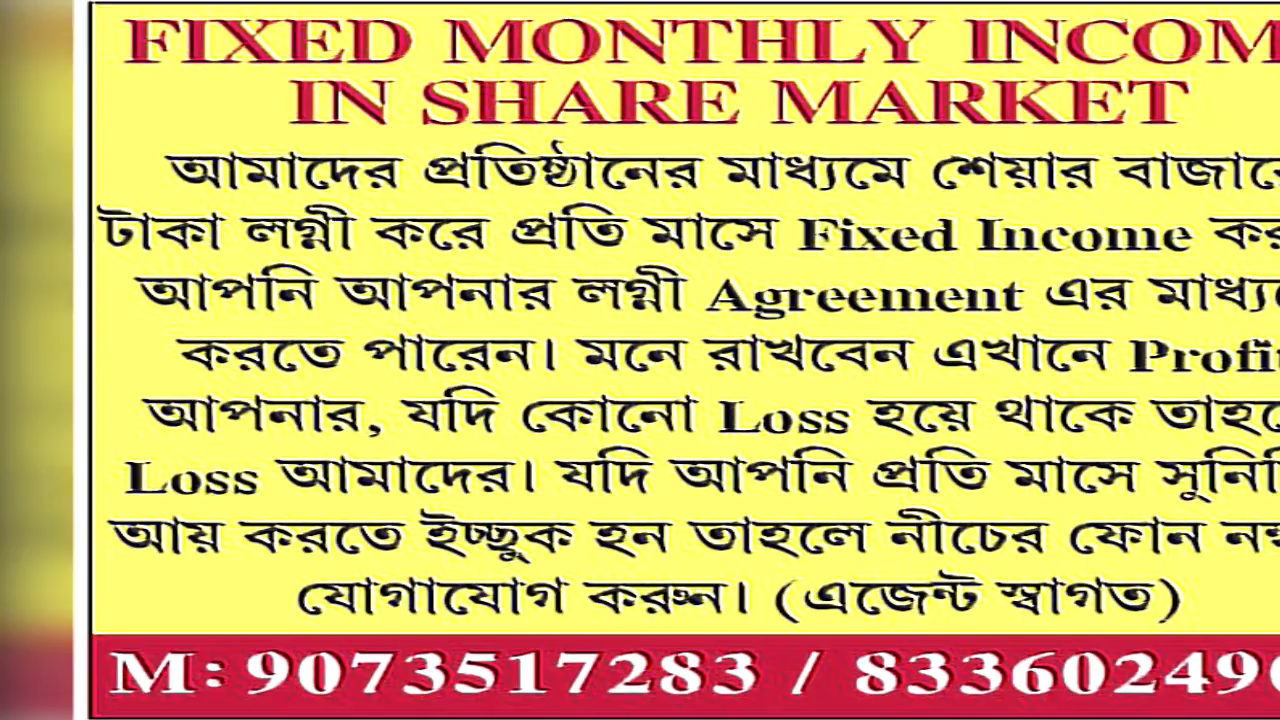 FIXED MONTHLY INCOM
IN SHARE MARKET
আমাদের প্রতিষ্ঠানের মাধ্যমে শেয়ার
টাকা লগ্নী করে প্রতি মাসে Fixed Income
আপনি আপনার লগ্নী Agreement এর
করতে পারেন। মনে রাখবেন এখানে
আপনার, যদি কোনো Loss হয়ে থাকে
Loss আমাদের। যদি আপনি প্রতি মাসে
আয় করতে ইচ্ছুক হন তাহলে নীচের ফোন
যোগাযোগ করুন। (এজেন্ট স্বাগত)
M: 9073517283 / 833602490